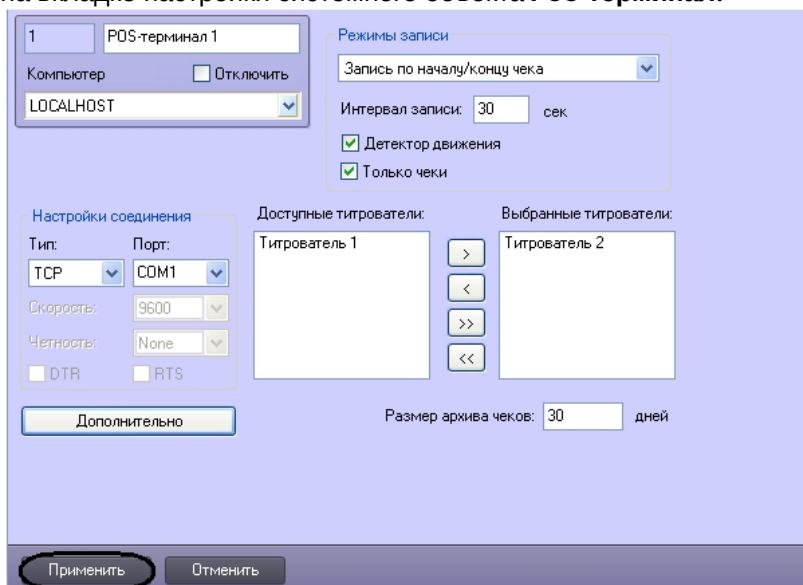 на вкладке настройки системного объекта POS-терминал.
1
POS-терминал 1
Компьютер
Отключить
LOCALHOST
Режимы записи
Запись по началу/концу чека
Интервал записи: 30 сек
Детектор движения
Только чеки
Настройки соединения
Тип: Порт:
TCP COM1
Скорость: 9600
Четность: None
DTR RTS
Дополнительно
Доступные титрователи:
Титрователь 1
>
<
>>
<<
Выбранные титрователи:
Титрователь 2
Размер архива чеков: 30 дней
Применить Отменить